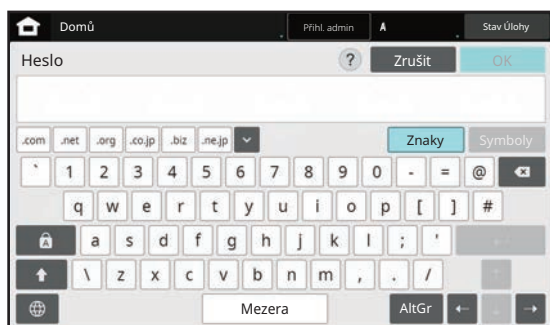 Domů Přihl. admin A Stav Úlohy
Heslo ? Zrušit OK
.com .net .org .co.jp .biz .ne.jp Znaky Symboly
` 1 2 3 4 5 6 7 8 9 0 - = @
q w e r t y u i o p [ ] #
A a s d f g h j k l ; '
\ z x c v b n m , . /
Mezera AltGr ← ↓ →